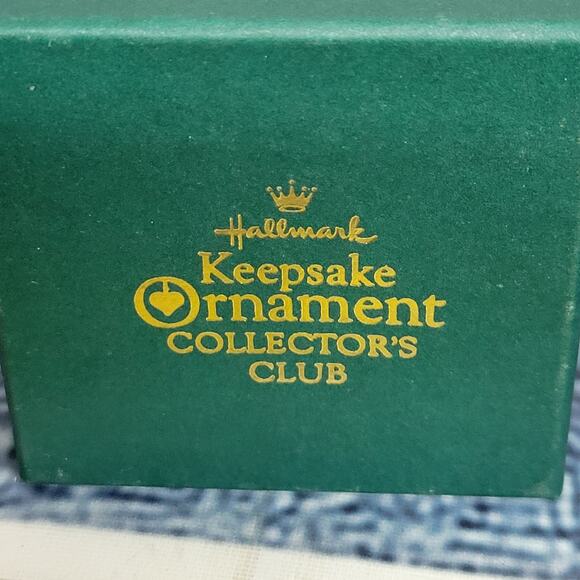 Hallmark
Keepsake
Ornament
COLLECTOR'S
CLUB